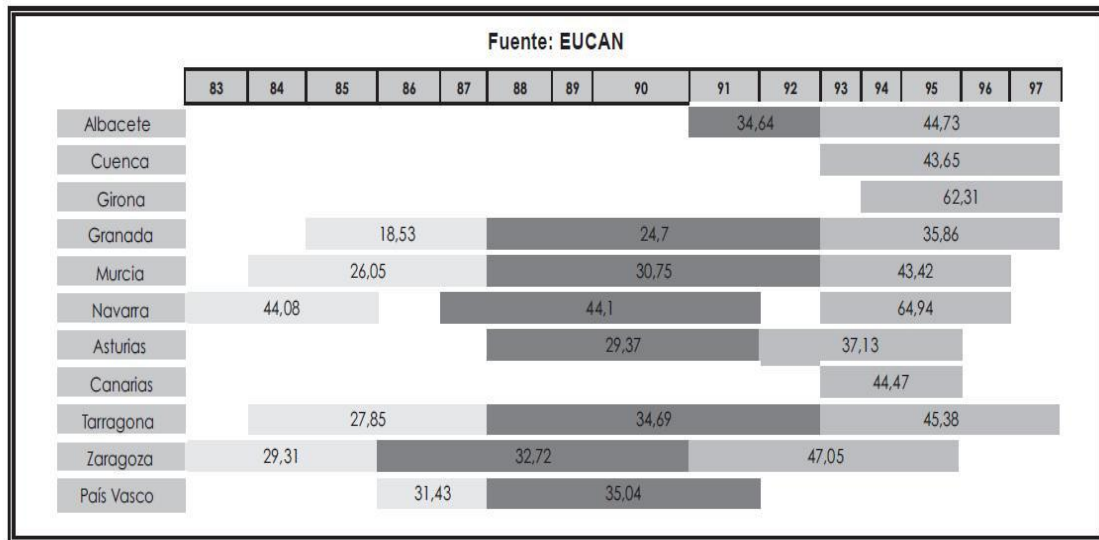 Fuente: EUCAN
83 84 85 86 87 88 89 90 91 92 93 94 95 96 97
Albacete 34,64 44,73
Cuenca 43,65
Girona 62,31
Granada 18,53 24,7 35,86
Murcia 26,05 30,75 43,42
Navarra 44,08 44,1 64,94
Asturias 29,37 37,13
Canarias 44,47
Tarragona 27,85 34,69 45,38
Zaragoza 29,31 32,72 47,05
País Vasco 31,43 35,04